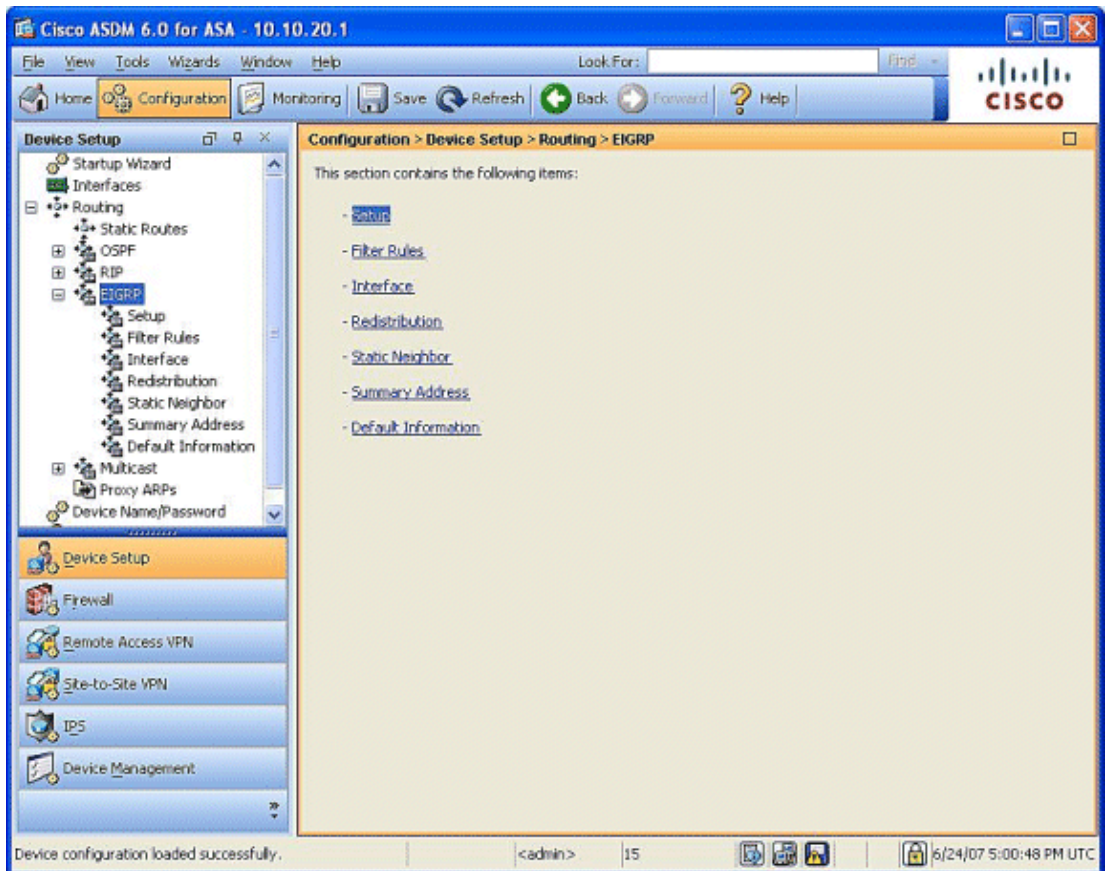 Cisco ASDM 6.0 for ASA - 10.10.20.1
File View Tools Wizards Window Help Look For: Find
Home Configuration Monitoring Save Refresh Back Forward Help
CISCO
Device Setup
Startup Wizard
Interfaces
Routing
Static Routes
OSPF
RIP
EIGRP
Setup
Filter Rules
Interface
Redistribution
Static Neighbor
Summary Address
Default Information
Multicast
Proxy ARPs
Device Name/Password
Device Setup
Firewall
Remote Access VPN
Site-to-Site VPN
IPS
Device Management
Configuration > Device Setup > Routing > EIGRP
This section contains the following items:
- Setup
- Filter Rules
- Interface
- Redistribution
- Static Neighbor
- Summary Address
- Default Information
Device configuration loaded successfully. <admin> 15 6/24/07 5:00:48 PM UTC